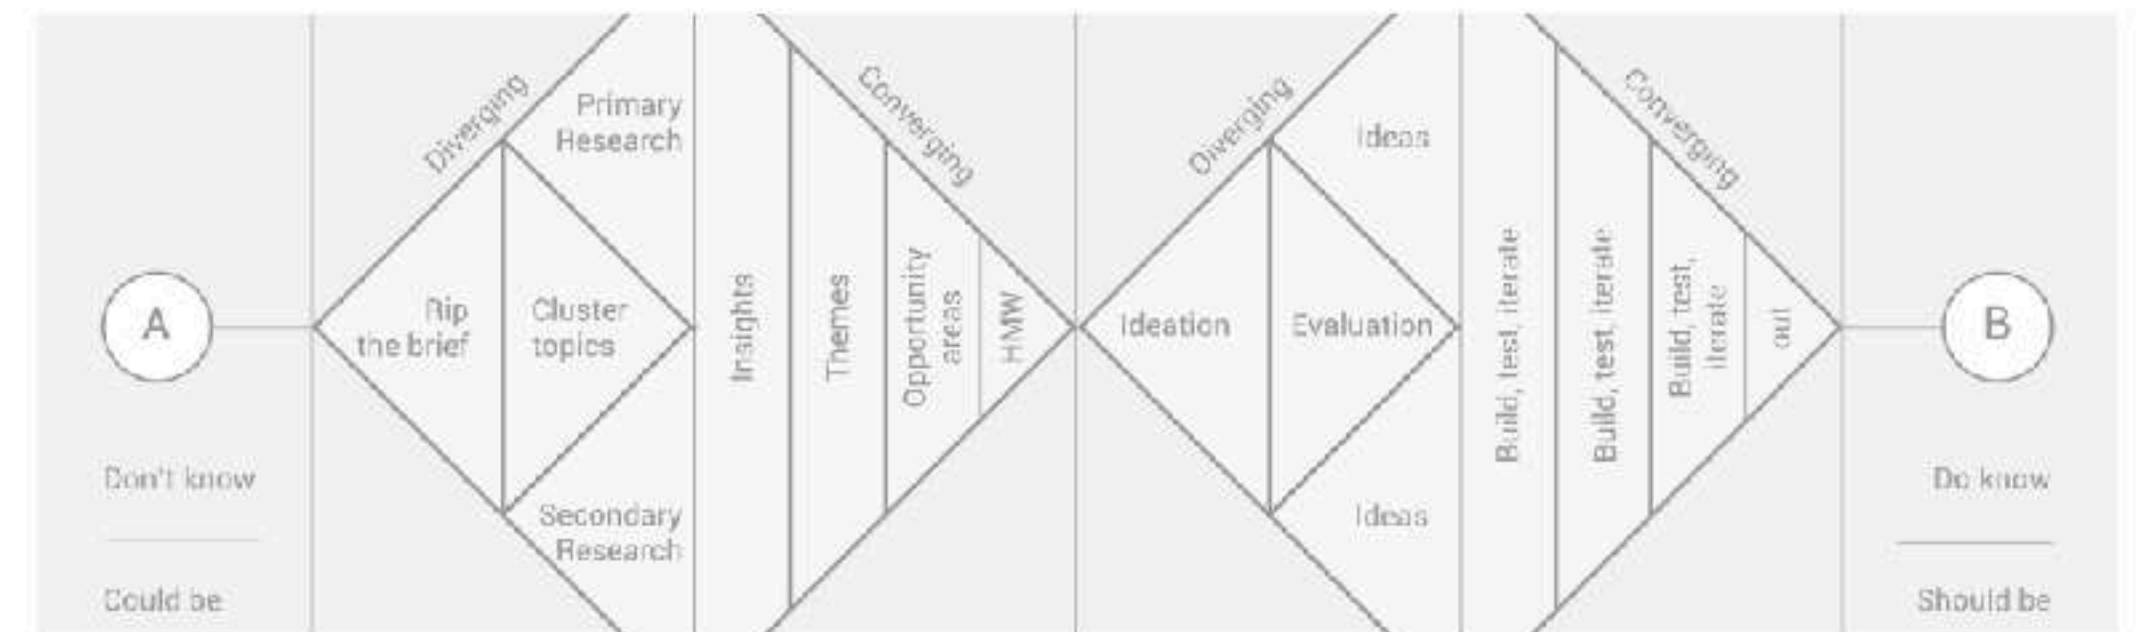 A
Don't know
Could be
Diverging
Rip
the brief
Cluster
topics
Primary
Research
Secondary
Research
Converging
Insights
Themes
Opportunity
areas
HMW
Diverging
Ideation
Evaluation
Ideas
Ideas
Converging
Build, test, iterate
Build, test, iterate
Build, test,
iterate
out
B
Do know
Should be